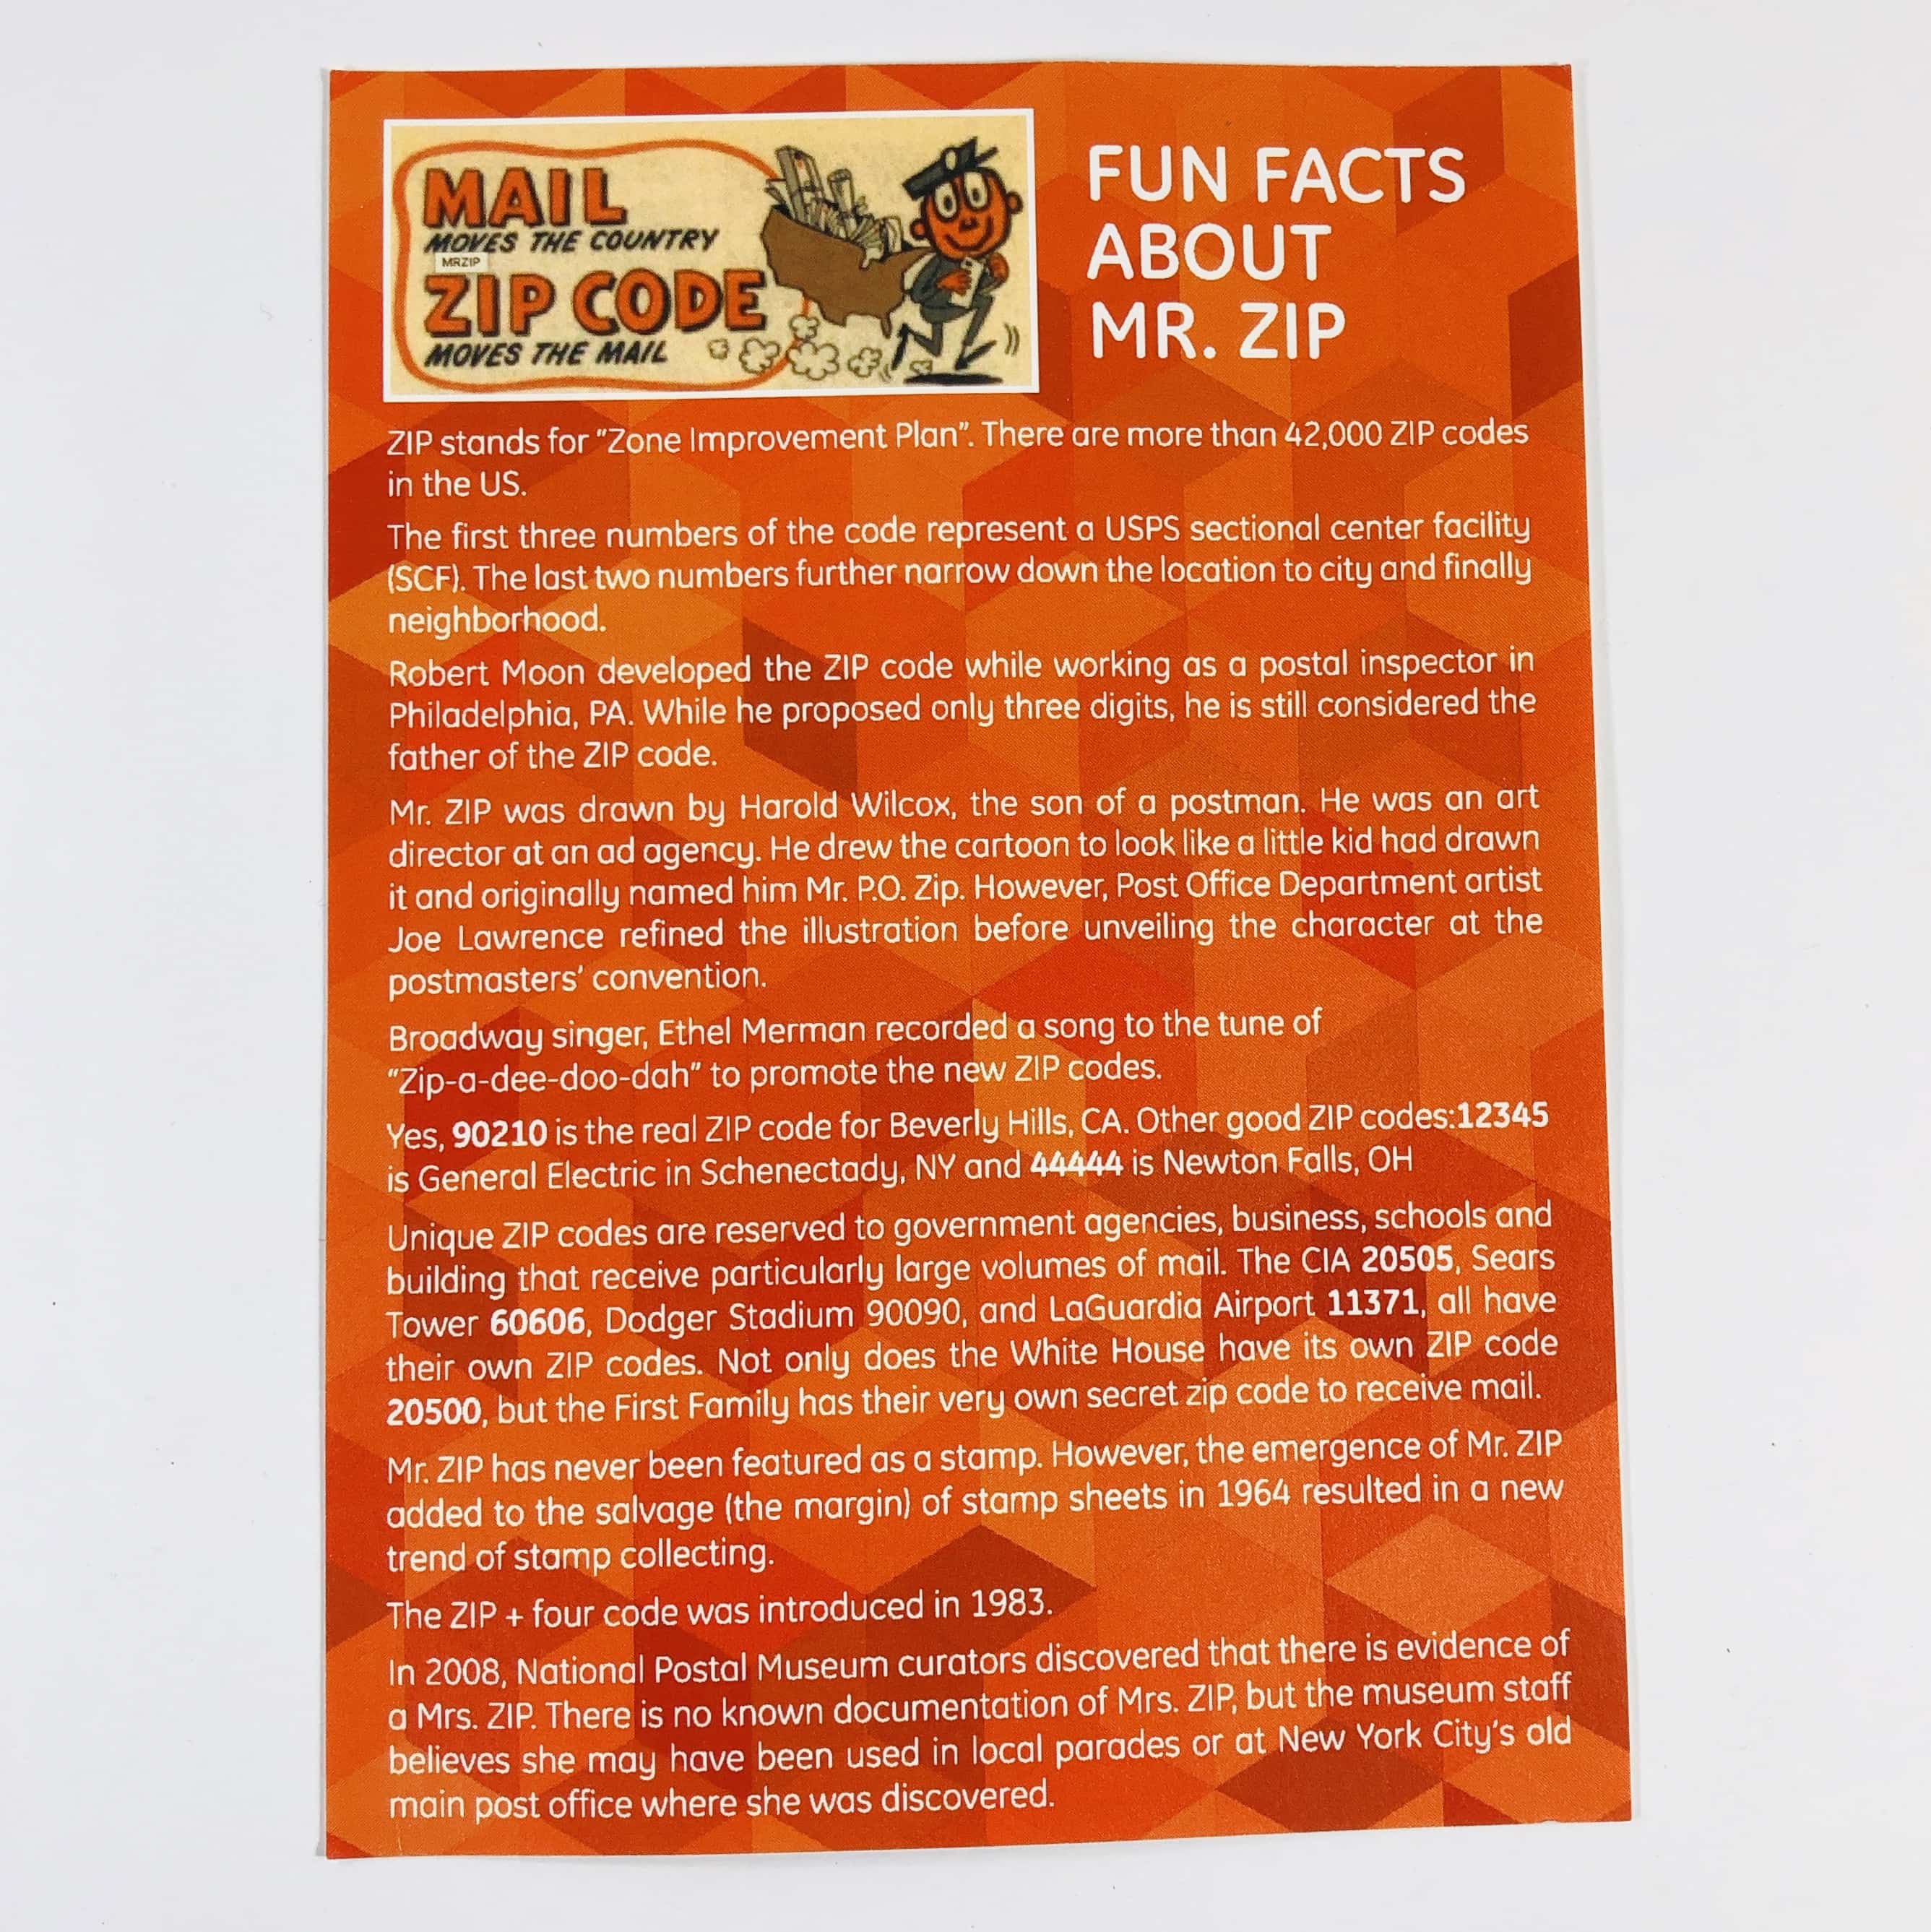 MAIL
MOVES THE COUNTRY
MRZIP
ZIP CODE
MOVES THE MAIL
FUN FACTS
ABOUT
MR. ZIP
ZIP stands for "Zone Improvement Plan". There are more than 42,000 ZIP codes
in the US.
The first three numbers of the code represent a USPS sectional center facility
(SCF). The last two numbers further narrow down the location to city and finally
neighborhood.
Robert Moon developed the ZIP code while working as a postal inspector in
Philadelphia, PA. While he proposed only three digits, he is still considered the
father of the ZIP code.
Mr. ZIP was drawn by Harold Wilcox, the son of a postman. He was an art
director at an ad agency. He drew the cartoon to look like a little kid had drawn
it and originally named him Mr. P.O. Zip. However, Post Office Department artist
Joe Lawrence refined the illustration before unveiling the character at the
postmasters' convention.
Broadway singer, Ethel Merman recorded a song to the tune of
"Zip-a-dee-doo-dah" to promote the new ZIP codes.
Yes, 90210 is the real ZIP code for Beverly Hills, CA. Other good ZIP codes:12345
is General Electric in Schenectady, NY and 44444 is Newton Falls, OH
Unique ZIP codes are reserved to government agencies, business, schools and
building that receive particularly large volumes of mail. The CIA 20505, Sears
Tower 60606, Dodger Stadium 90090, and LaGuardia Airport 11371, all have
their own ZIP codes. Not only does the White House have its own ZIP code
20500, but the First Family has their very own secret zip code to receive mail.
Mr. ZIP has never been featured as a stamp. However, the emergence of Mr. ZIP
added to the salvage (the margin) of stamp sheets in 1964 resulted in a new
trend of stamp collecting.
The ZIP + four code was introduced in 1983.
In 2008, National Postal Museum curators discovered that there is evidence of
a Mrs. ZIP. There is no known documentation of Mrs. ZIP, but the museum staff
believes she may have been used in local parades or at New York City's old
main post office where she was discovered.